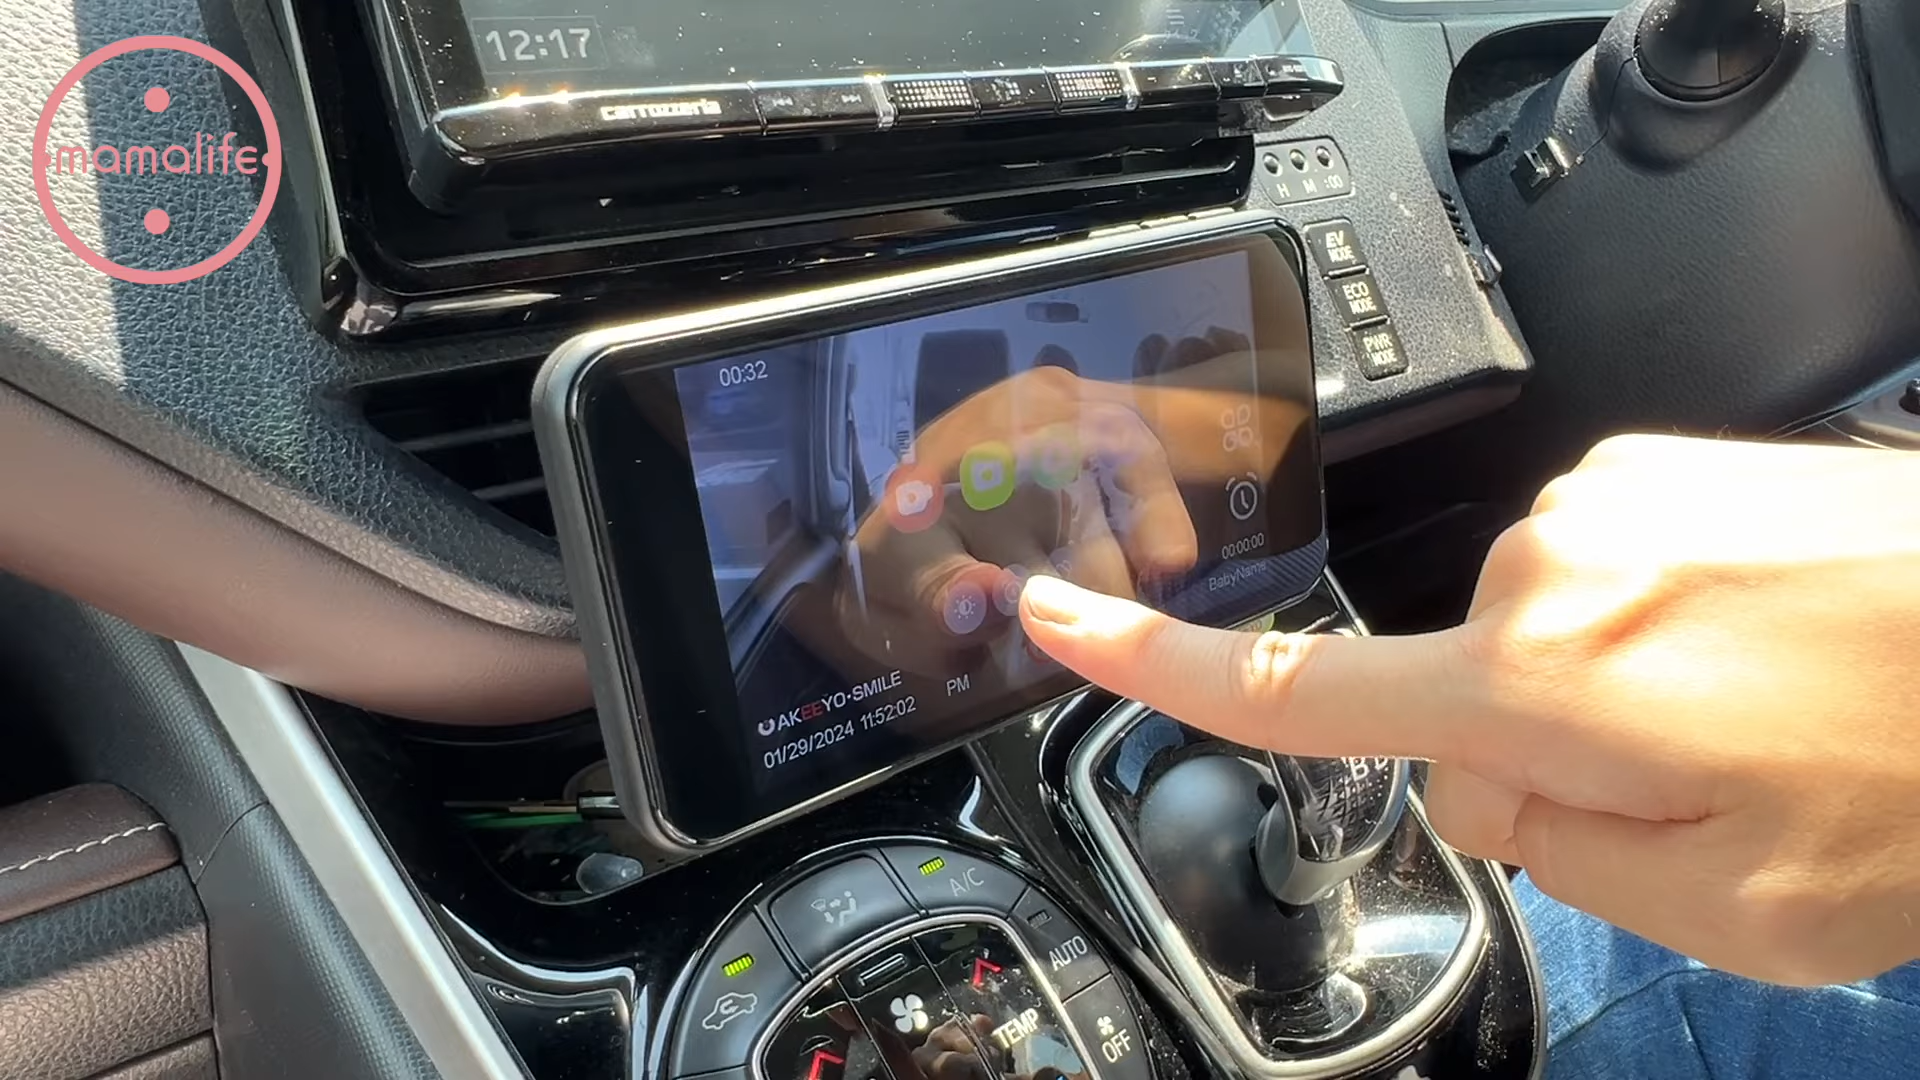 12:17
mamalife
carrozzeria
H M :00
EV
MODE
ECO
MODE
PWR
MODE
00:32
00:00:00
BabyName
AKEEYO·SMILE
PM
01/29/2024 11:52:02
B
A/C
AUTO
TEMP
OFF